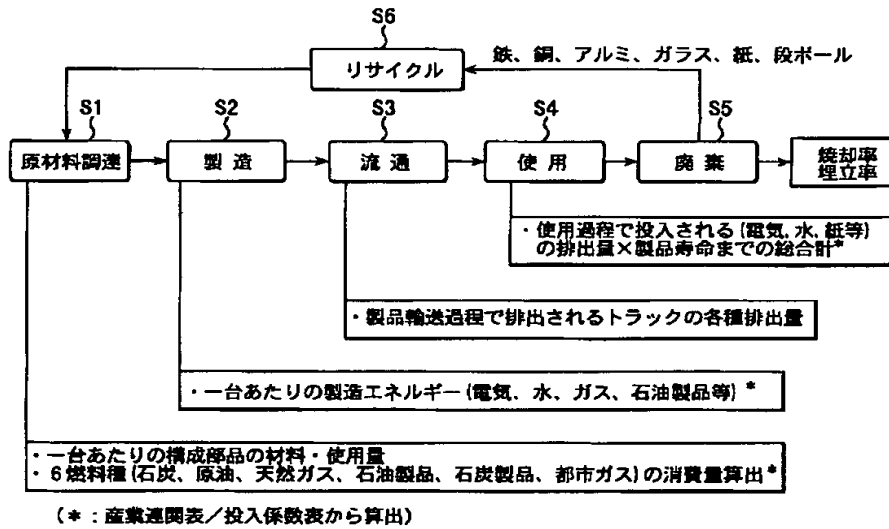 S6
リサイクル
鉄、銅、アルミ、ガラス、紙、段ボール
S1
S2
S3
S4
S5
原材料調達
製造
流通
使用
廃棄
焼却率
埋立率
・使用過程で投入される(電気、水、紙等)
の排出量×製品寿命までの総合計*
・製品輸送過程で排出されるトラックの各種排出量
・一台あたりの製造エネルギー(電気、水、ガス、石油製品等)*
・一台あたりの構成部品の材料・使用量
・6燃料種(石炭、原油、天然ガス、石油製品、石炭製品、都市ガス)の消費量算出*
(*:産業連関表/投入係数表から算出)